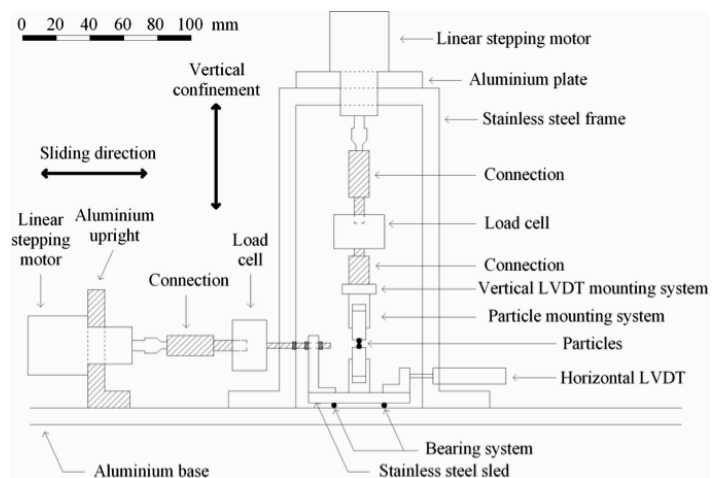 0 20 40 60 80 100 mm
Linear stepping motor
Vertical
confinement
Aluminium plate
Stainless steel frame
Sliding direction
Connection
Linear
stepping
motor
Aluminium
upright
Load
cell
Load cell
Connection
Connection
Vertical LVDT mounting system
Particle mounting system
Particles
Horizontal LVDT
Bearing system
Aluminium base
Stainless steel sled